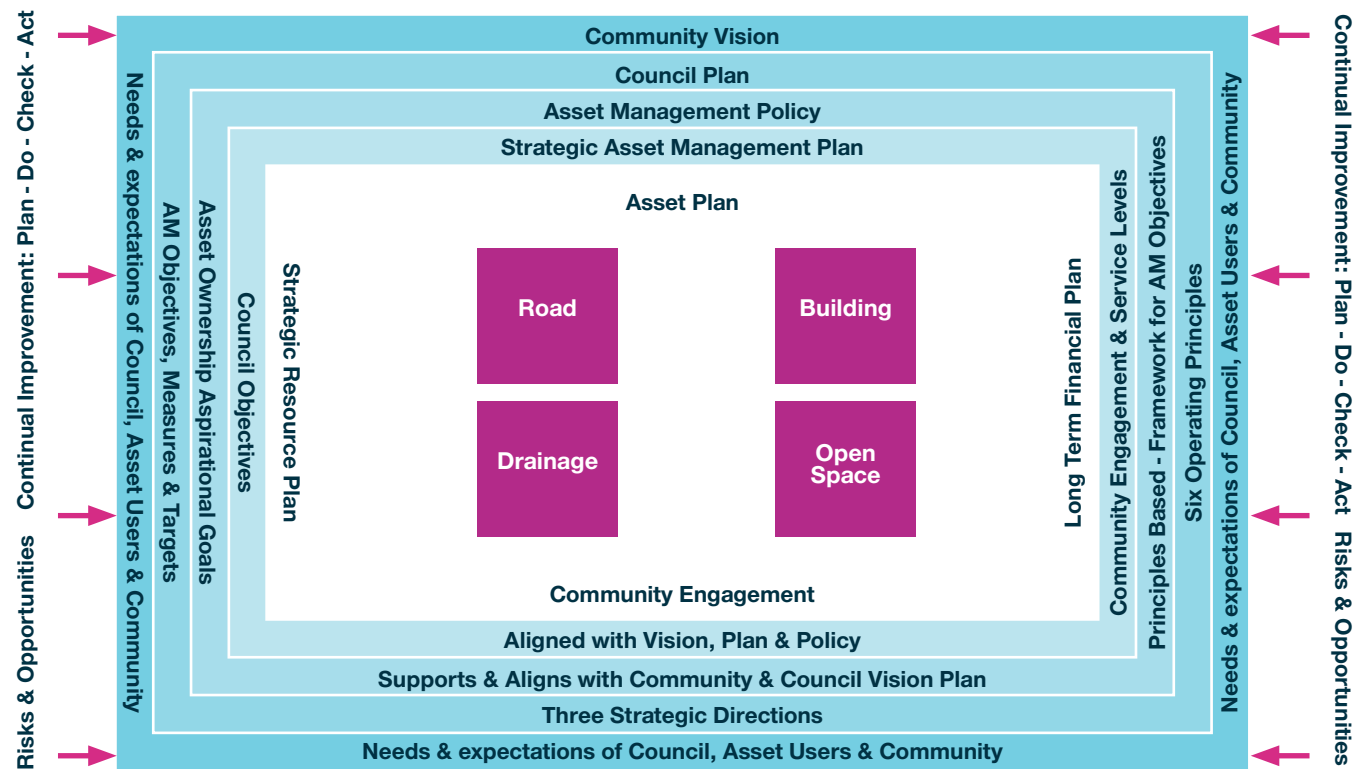 Community Vision
Council Plan
Asset Management Policy
Strategic Asset Management Plan
Asset Plan
Continual Improvement: Plan - Do - Check - Act
Risks & Opportunities
Needs & expectations of Council, Asset Users & Community
AM Objectives, Measures & Targets
Asset Ownership Aspirational Goals
Council Objectives
Strategic Resource Plan
Road
Building
Drainage
Open
Space
Long Term Financial Plan
Community Engagement & Service Levels
Principles Based - Framework for AM Objectives
Six Operating Principles
Needs & expectations of Council, Asset Users & Community
Continual Improvement: Plan - Do - Check - Act
Risks & Opportunities
Community Engagement
Aligned with Vision, Plan & Policy
Supports & Aligns with Community & Council Vision Plan
Three Strategic Directions
Needs & expectations of Council, Asset Users & Community